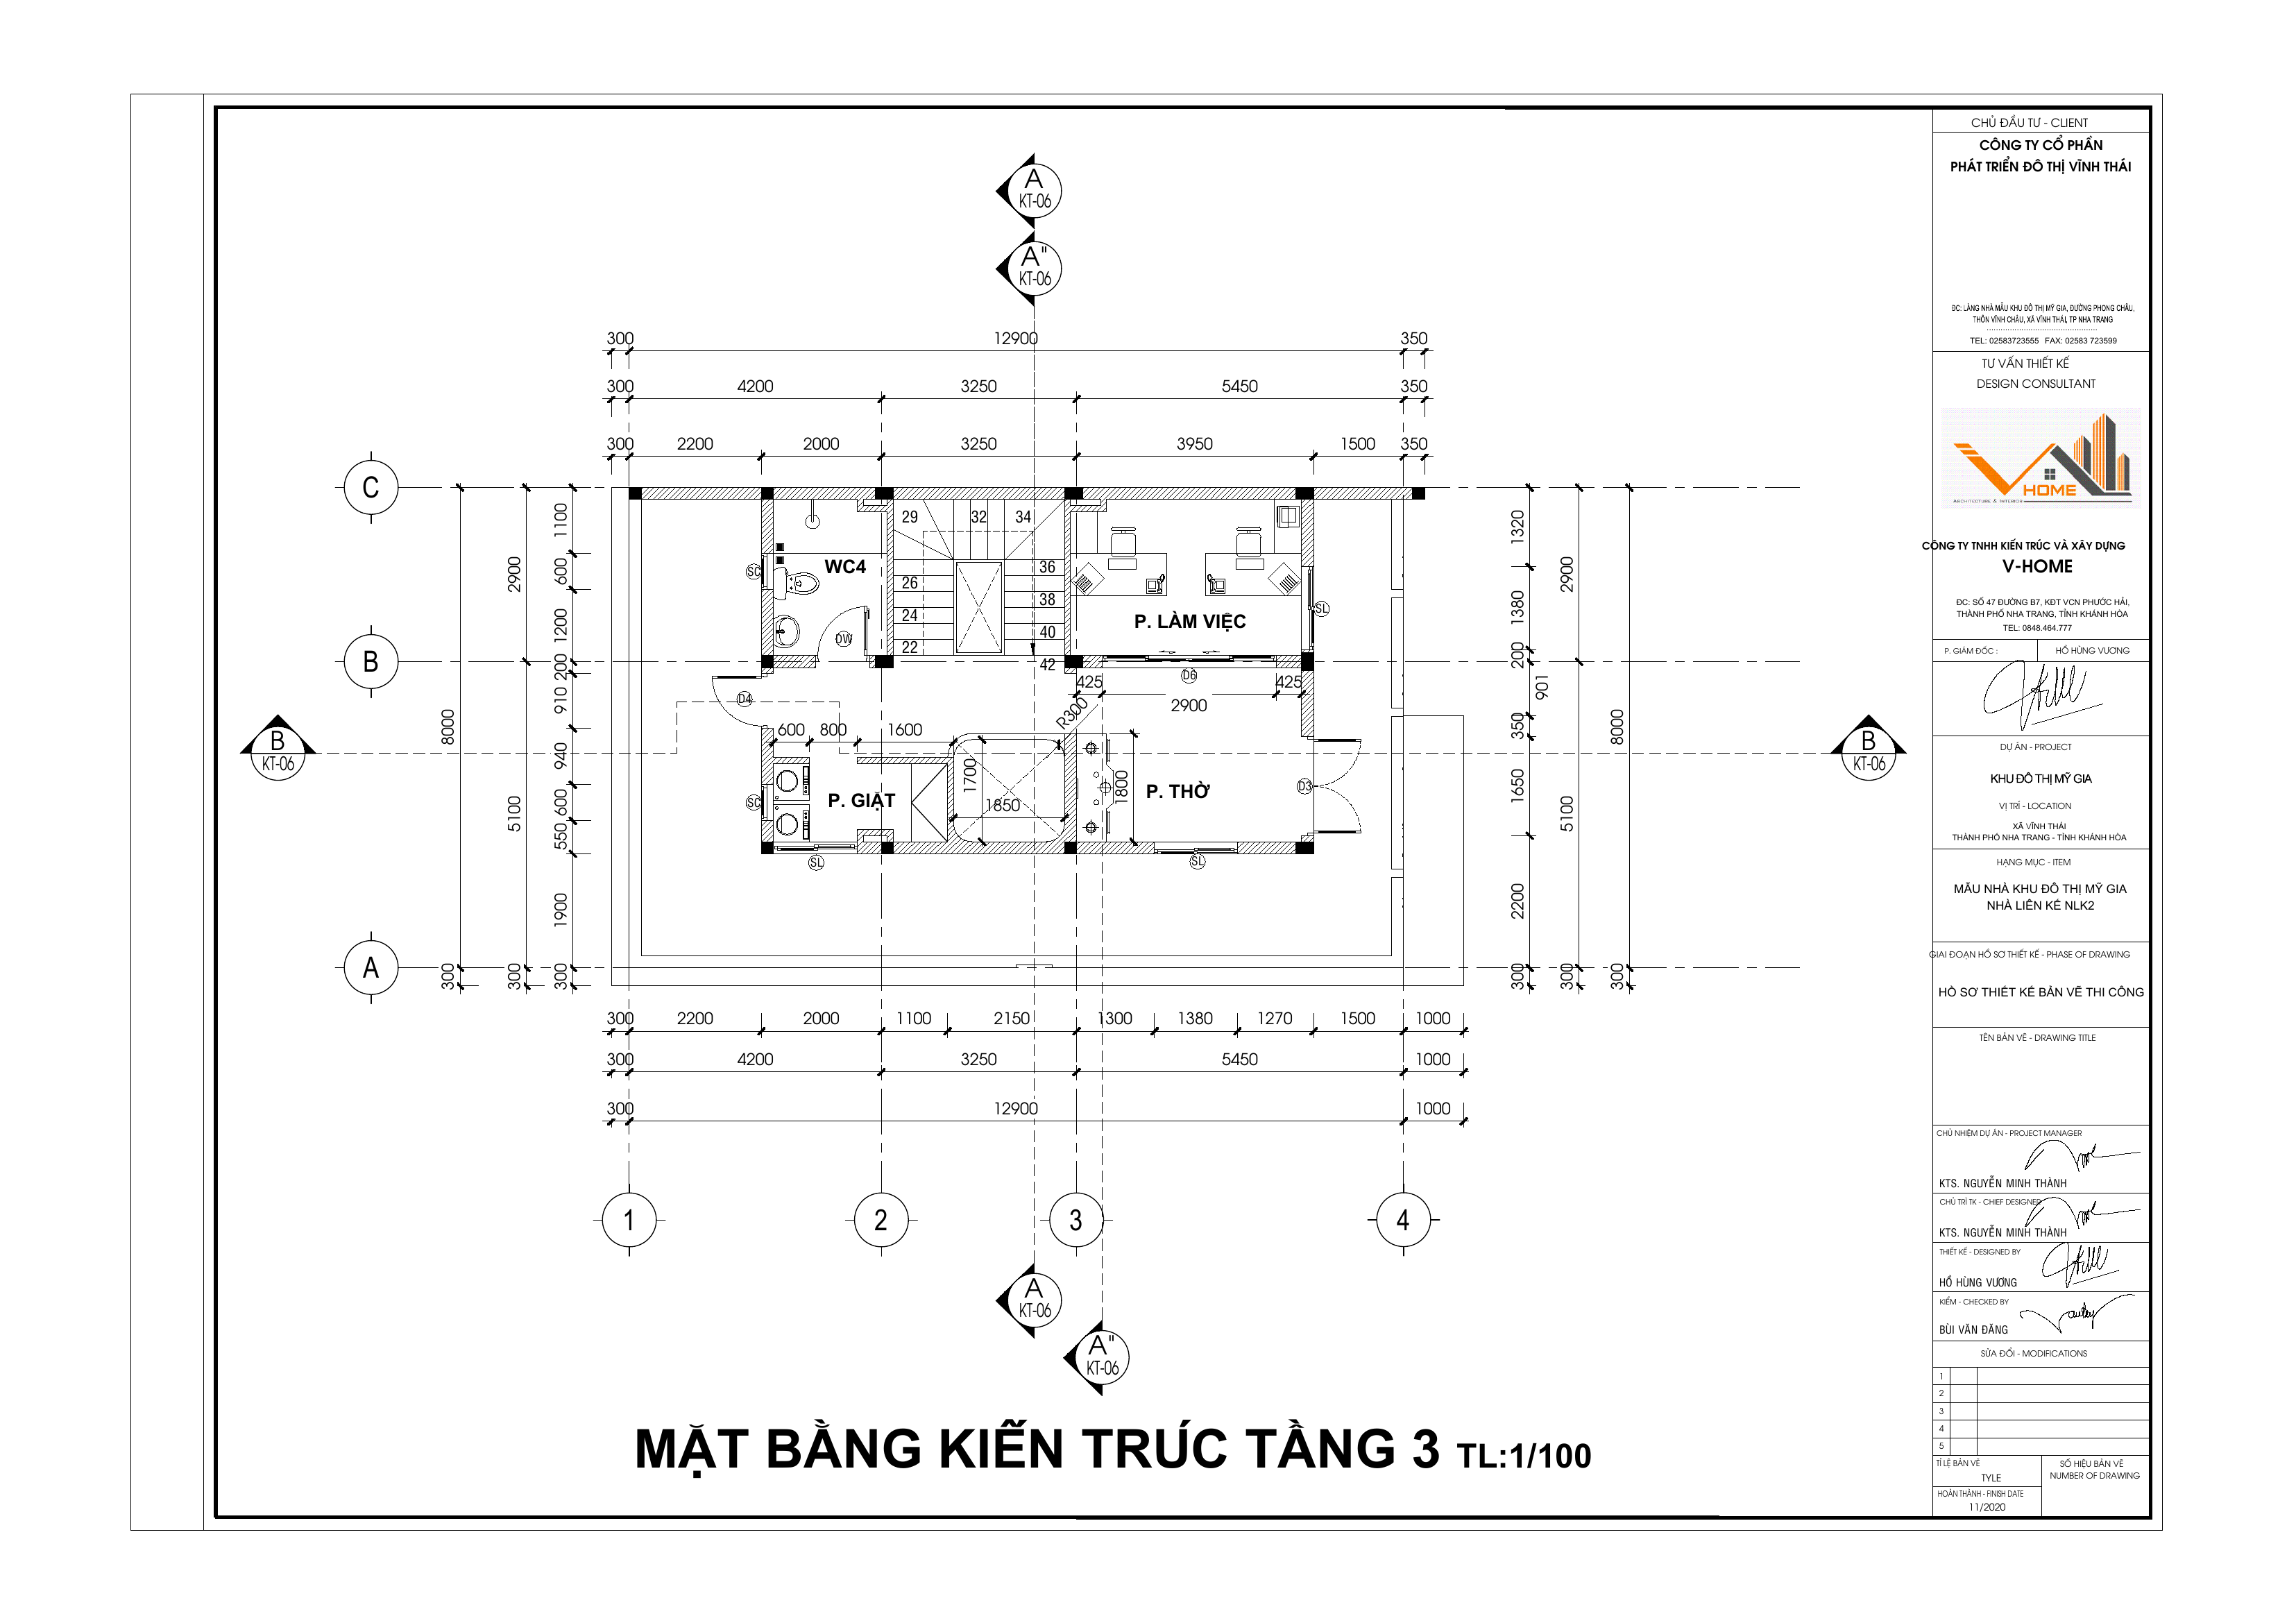 A
KT-06
A"
KT-06
300 12900 350
300 4200 3250 5450 350
300 2200 2000 3250 3950 1500 350
C
B
A
8000
300
2900
5100
300
1100
600
1200
200
910
940
600
550
1900
300
1320
1380
200
901
350
1650
2200
300
2900
5100
300
8000
300
B
KT-06
B
KT-06
29 32 34
SC
WC4
36
26
38
24
40
22
42
DW
P. LÀM VIỆC
SL
D4
D6
425 2900 425
R300
600 800 1600
1700
1850
1800
SC
P. GIẶT
P. THỜ
D3
SL
SL
300 2200 2000 1100 2150 1300 1380 1270 1500 1000
300 4200 3250 5450 1000
300 12900 1000
1 2 3 4
A
KT-06
A"
KT-06
MẶT BẰNG KIẾN TRÚC TẦNG 3 TL:1/100
CHỦ ĐẦU TƯ - CLIENT
CÔNG TY CỔ PHẦN
PHÁT TRIỂN ĐÔ THỊ VĨNH THÁI
ĐC: LÀNG NHÀ MẪU KHU ĐÔ THỊ MỸ GIA, ĐƯỜNG PHONG CHÂU,
THÔN VĨNH CHÂU, XÃ VĨNH THÁI, TP NHA TRANG
TEL: 02583723555 FAX: 02583 723599
TƯ VẤN THIẾT KẾ
DESIGN CONSULTANT
HOME
ARCHITECTURE & INTERIOR
CÔNG TY TNHH KIẾN TRÚC VÀ XÂY DỰNG
V-HOME
ĐC: SỐ 47 ĐƯỜNG B7, KĐT VCN PHƯỚC HẢI,
THÀNH PHỐ NHA TRANG, TỈNH KHÁNH HÒA
TEL: 0848.464.777
P. GIÁM ĐỐC : HỒ HÙNG VƯƠNG
DỰ ÁN - PROJECT
KHU ĐÔ THỊ MỸ GIA
VỊ TRÍ - LOCATION
XÃ VĨNH THÁI
THÀNH PHỐ NHA TRANG - TỈNH KHÁNH HÒA
HẠNG MỤC - ITEM
MẪU NHÀ KHU ĐÔ THỊ MỸ GIA
NHÀ LIÊN KẾ NLK2
GIAI ĐOẠN HỒ SƠ THIẾT KẾ - PHASE OF DRAWING
HỒ SƠ THIẾT KẾ BẢN VẼ THI CÔNG
TÊN BẢN VẼ - DRAWING TITLE
CHỦ NHIỆM DỰ ÁN - PROJECT MANAGER
KTS. NGUYỄN MINH THÀNH
CHỦ TRÌ TK - CHIEF DESIGNER
KTS. NGUYỄN MINH THÀNH
THIẾT KẾ - DESIGNED BY
HỒ HÙNG VƯƠNG
KIỂM - CHECKED BY
BÙI VĂN ĐĂNG
SỬA ĐỔI - MODIFICATIONS
1
2
3
4
5
TỈ LỆ BẢN VẼ
TYLE
SỐ HIỆU BẢN VẼ
NUMBER OF DRAWING
HOÀN THÀNH - FINISH DATE
11/2020